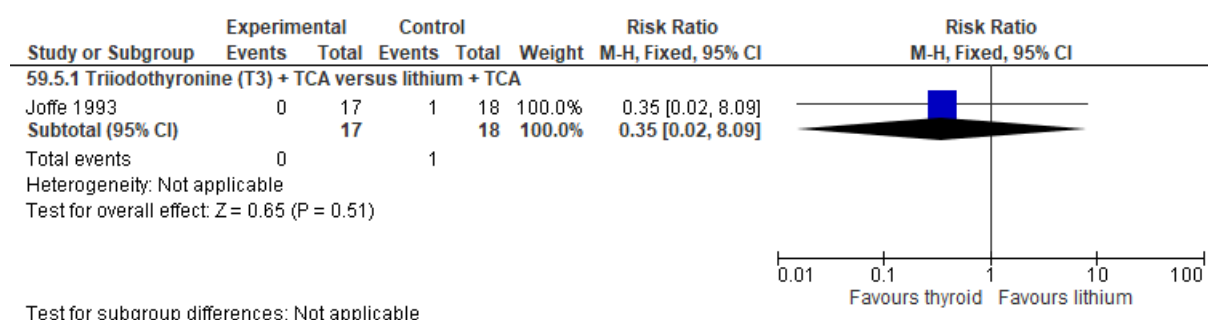 Experimental Control Risk Ratio Risk Ratio
Study or Subgroup Events Total Events Total Weight M-H, Fixed, 95% CI M-H, Fixed, 95% CI
59.5.1 Triiodothyronine (T3) + TCA versus lithium + TCA
Joffe 1993 0 17 1 18 100.0% 0.35 [0.02, 8.09]
Subtotal (95% CI) 17 18 100.0% 0.35 [0.02, 8.09]
Total events 0 1
Heterogeneity: Not applicable
Test for overall effect: Z = 0.65 (P = 0.51)
0.01 0.1 1 10 100
Favours thyroid Favours lithium
Test for subgroup differences: Not applicable